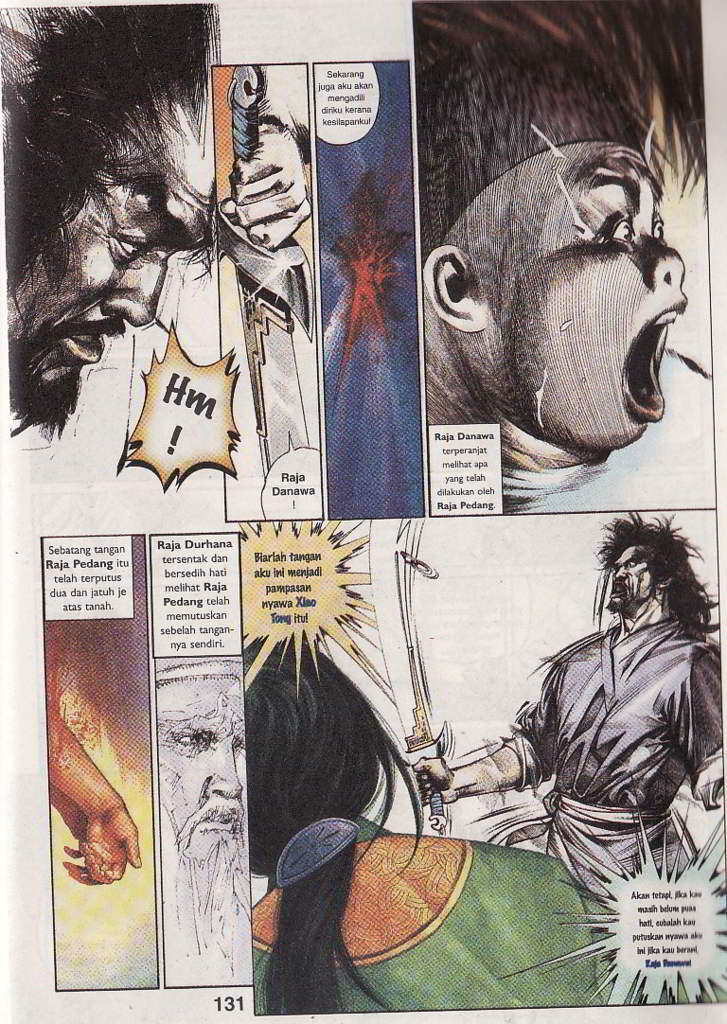 Hm
!
Raja
Danawa
!
Sekarang
juga aku akan
mengadili
diriku kerana
kesilapanku!
Raja Danawa
terperanjat
melihat apa
yang telah
dilakukan oleh
Raja Pedang.
Sebatang tangan
Raja Pedang itu
telah terputus
dua dan jatuh je
atas tanah.
Raja Durhana
tersentak dan
bersedih hati
melihat Raja
Pedang telah
memutuskan
sebelah tangan-
nya sendiri.
Biarlah tangan
aku ini menjadi
pampasan
nyawa Xiao
Tong itu!
Akan tetapi, jika kau
masih belum puas
hati, cubalah kau
putuskan nyawa aku
ini jika kau berani,
Raja Danawa!
131